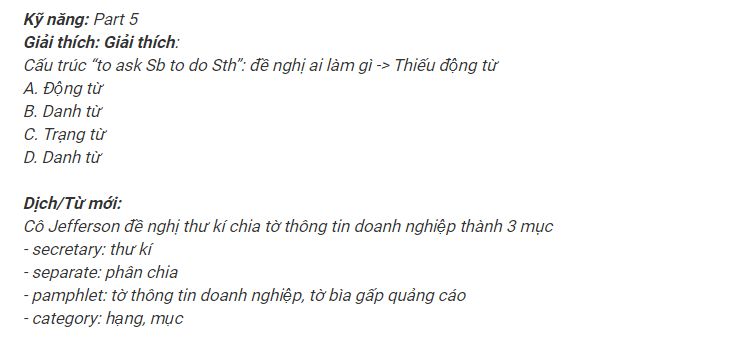 Kỹ năng: Part 5
Giải thích: Giải thích:
Cấu trúc “to ask Sb to do Sth”: đề nghị ai làm gì -> Thiếu động từ
A. Động từ
B. Danh từ
C. Trạng từ
D. Danh từ
Dịch/Từ mới:
Cô Jefferson đề nghị thư kí chia tờ thông tin doanh nghiệp thành 3 mục
- secretary: thư kí
- separate: phân chia
- pamphlet: tờ thông tin doanh nghiệp, tờ bìa gấp quảng cáo
- category: hạng, mục